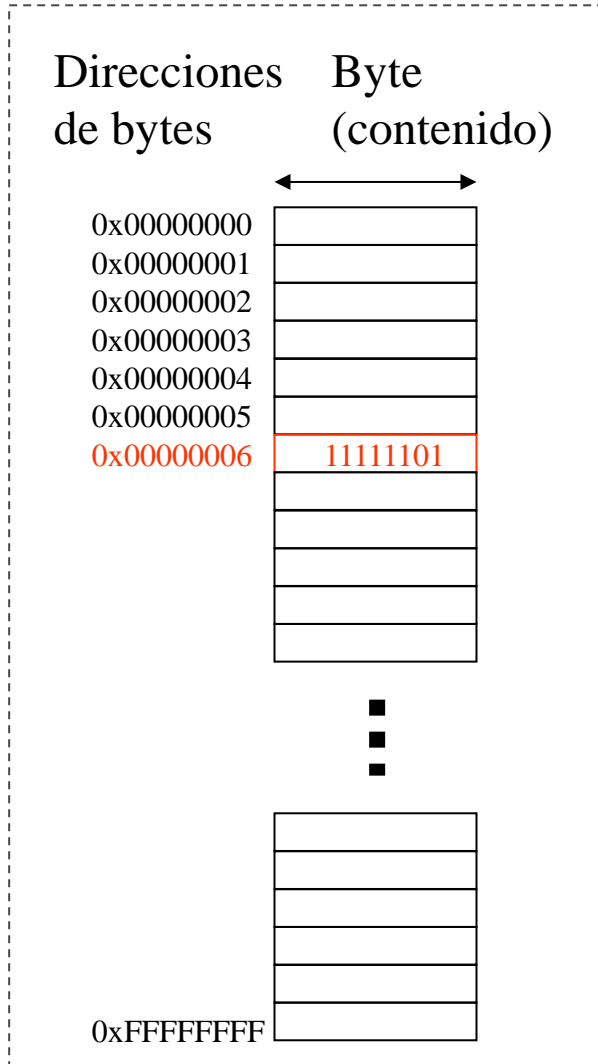 Direcciones Byte
de bytes (contenido)
0x00000000
0x00000001
0x00000002
0x00000003
0x00000004
0x00000005
0x00000006 11111101
0xFFFFFFFF